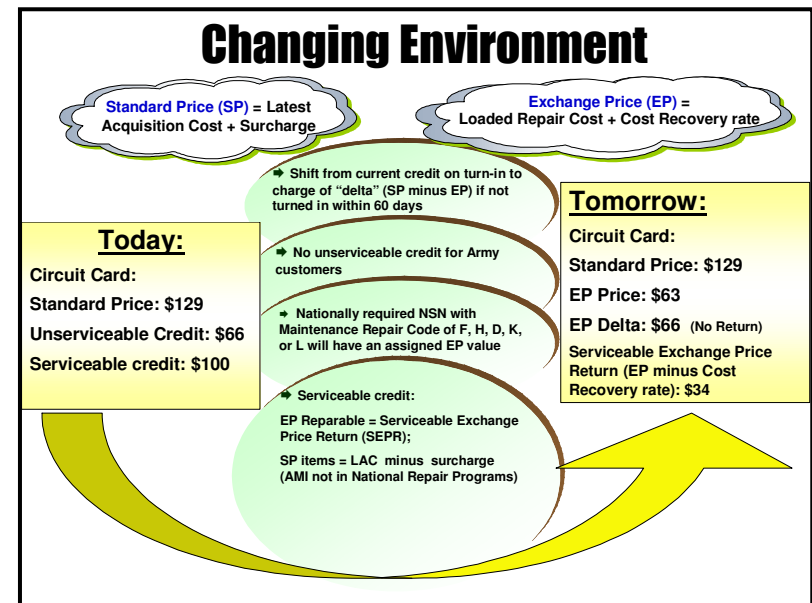 Changing Environment
Standard Price (SP) = Latest
Acquisition Cost + Surcharge
Exchange Price (EP) =
Loaded Repair Cost + Cost Recovery rate
Today:
Circuit Card:
Standard Price: $129
Unserviceable Credit: $66
Serviceable credit: $100
➡ Shift from current credit on turn-in to
charge of “delta” (SP minus EP) if not
turned in within 60 days
➡ No unserviceable credit for Army
customers
➡ Nationally required NSN with
Maintenance Repair Code of F, H, D, K,
or L will have an assigned EP value
➡ Serviceable credit:
EP Reparable = Serviceable Exchange
Price Return (SEPR);
SP items = LAC minus surcharge
(AMI not in National Repair Programs)
Tomorrow:
Circuit Card:
Standard Price: $129
EP Price: $63
EP Delta: $66 (No Return)
Serviceable Exchange Price
Return (EP minus Cost
Recovery rate): $34